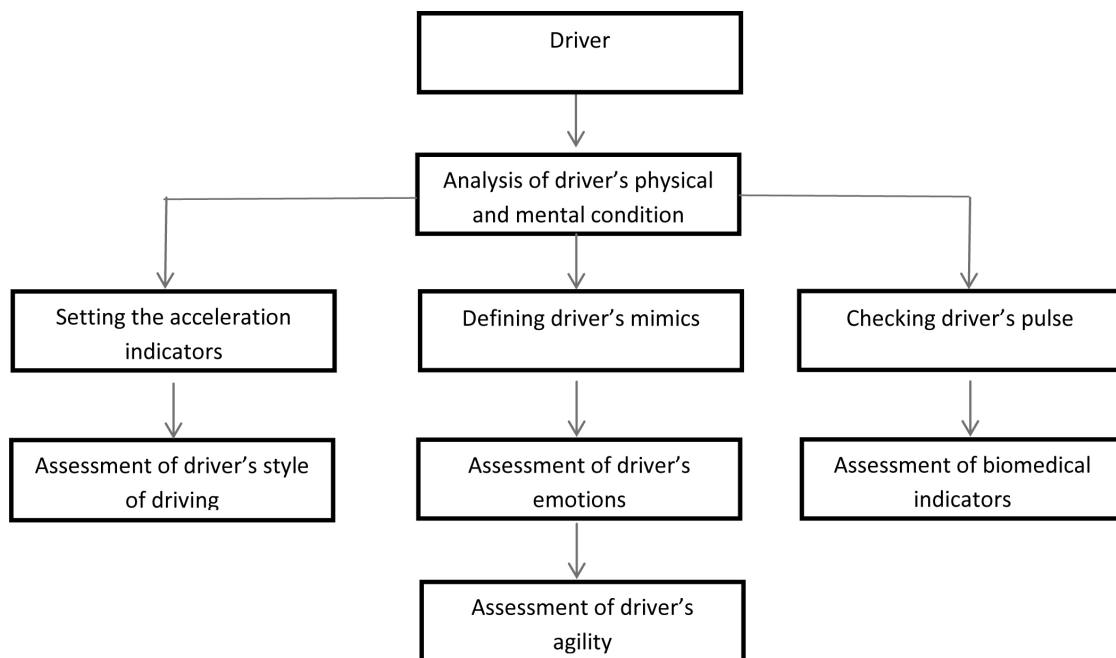 Driver
Analysis of driver’s physical
and mental condition
Setting the acceleration
indicators
Defining driver’s mimics
Checking driver’s pulse
Assessment of driver’s style
of driving
Assessment of driver’s
emotions
Assessment of biomedical
indicators
Assessment of driver’s
agility